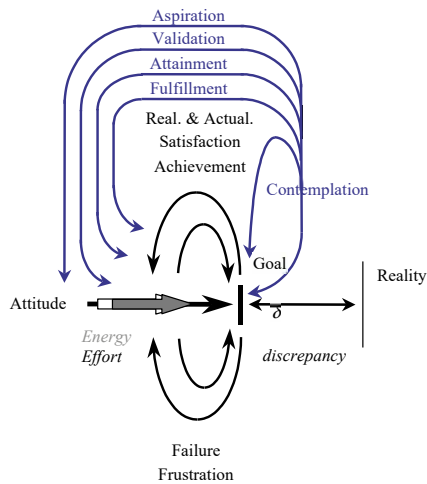 Aspiration
Validation
Attainment
Fulfillment
Real. & Actual.
Satisfaction
Achievement
Contemplation
Goal
Reality
Attitude
δ
Energy
Effort
discrepancy
Failure
Frustration